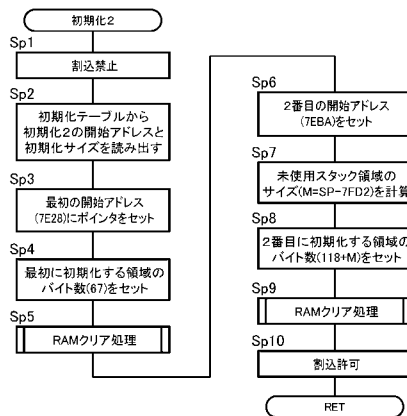 初期化2
Sp1
割込禁止
Sp2
初期化テーブルから
初期化2の開始アドレスと
初期化サイズを読み出す
Sp3
最初の開始アドレス
(7E28)にポインタをセット
Sp4
最初に初期化する領域の
バイト数(67)をセット
Sp5
RAMクリア処理
Sp6
2番目の開始アドレス
(7EBA)をセット
Sp7
未使用スタック領域の
サイズ(M=SP-7FD2)を計算
Sp8
2番目に初期化する領域の
バイト数(118+M)をセット
Sp9
RAMクリア処理
Sp10
割込許可
RET